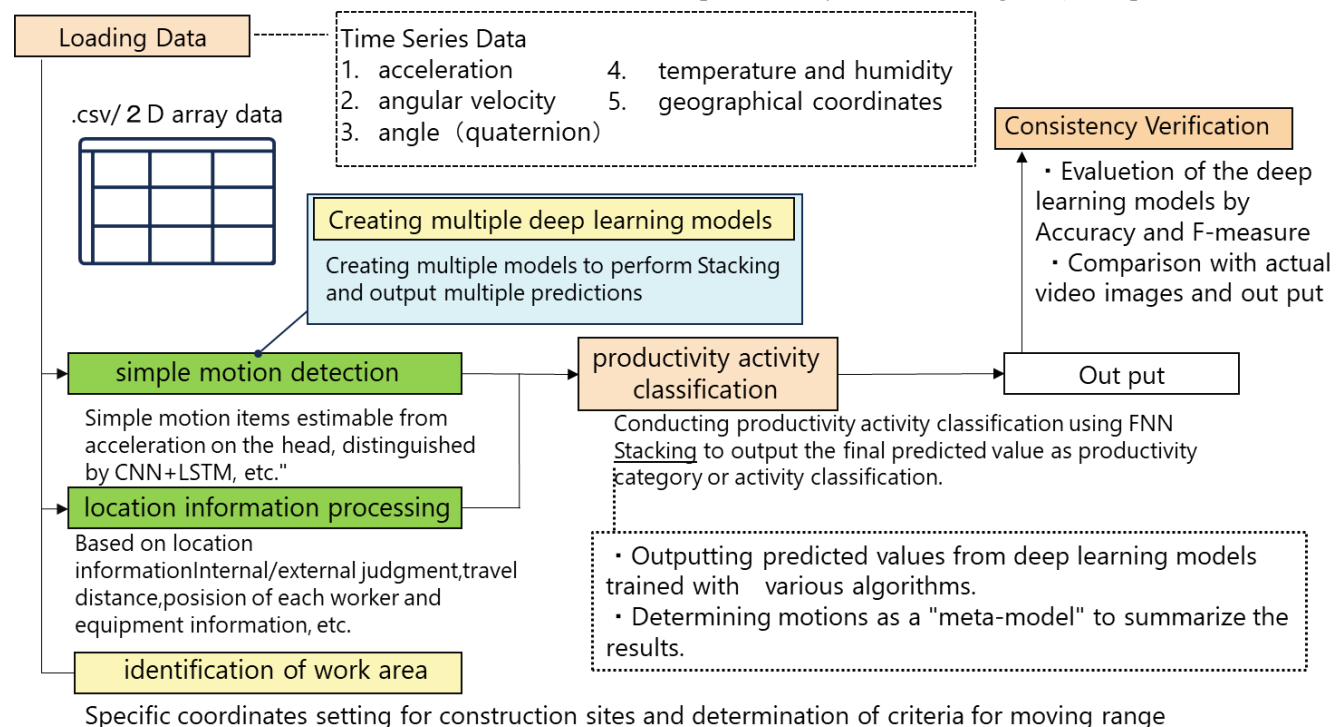 Loading Data
Time Series Data
1. acceleration
2. angular velocity
3. angle（quaternion）
4. temperature and humidity
5. geographical coordinates
.csv/２D array data
Consistency Verification
・Evaluetion of the deep
learning models by
Accuracy and F-measure
・Comparison with actual
video images and out put
Creating multiple deep learning models
Creating multiple models to perform Stacking
and output multiple predictions
simple motion detection
Simple motion items estimable from
acceleration on the head, distinguished
by CNN+LSTM, etc."
productivity activity
classification
Conducting productivity activity classification using FNN
Stacking to output the final predicted value as productivity
category or activity classification.
Out put
location information processing
Based on location
informationInternal/external judgment,travel
distance,posision of each worker and
equipment information, etc.
・Outputting predicted values from deep learning models
trained with various algorithms.
・Determining motions as a "meta-model" to summarize the
results.
identification of work area
Specific coordinates setting for construction sites and determination of criteria for moving range